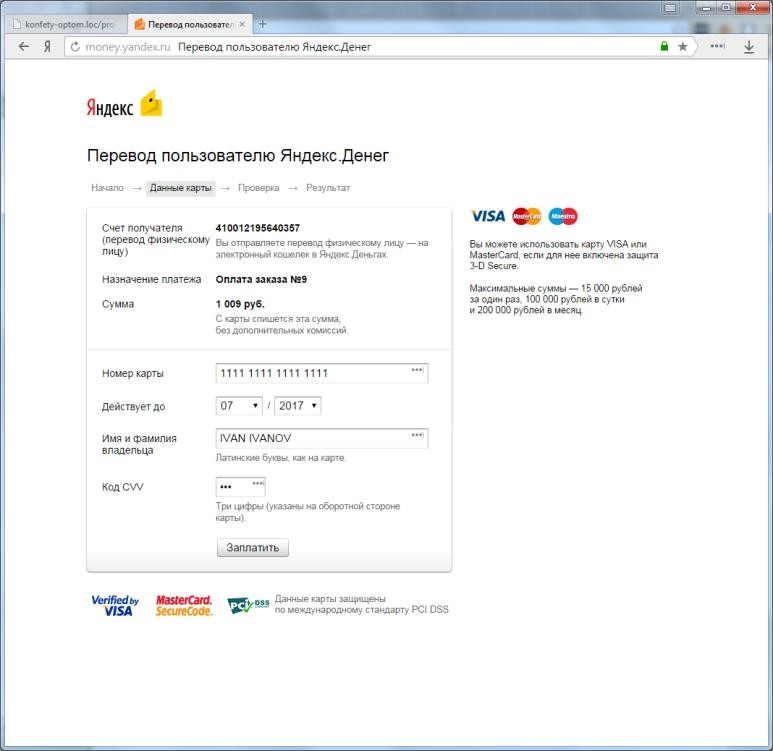 konfety-optom.loc/pro
Перевод пользовател
Я
money.yandex.ru Перевод пользователю Яндекс.Денег
Яндекс
Перевод пользователю Яндекс.Денег
Начало → Данные карты → Проверка → Результат
Счет получателя
(перевод физическому
лицу)
410012195640357
Вы отправляете перевод физическому лицу — на
электронный кошелек в Яндекс.Деньгах.
Назначение платежа
Оплата заказа №9
Сумма
1 009 руб.
С карты спишется эта сумма,
без дополнительных комиссий.
Номер карты
1111 1111 1111 1111
Действует до
07 / 2017
Имя и фамилия
владельца
IVAN IVANOV
Латинские буквы, как на карте.
Код CVV
•••
Три цифры (указаны на оборотной стороне
карты).
Заплатить
VISA MasterCard Maestro
Вы можете использовать карту VISA или
MasterCard, если для нее включена защита
3-D Secure.
Максимальные суммы — 15 000 рублей
за один раз, 100 000 рублей в сутки
и 200 000 рублей в месяц.
Verified by
VISA
MasterCard.
SecureCode.
PCI DSS
Данные карты защищены
по международному стандарту PCI DSS